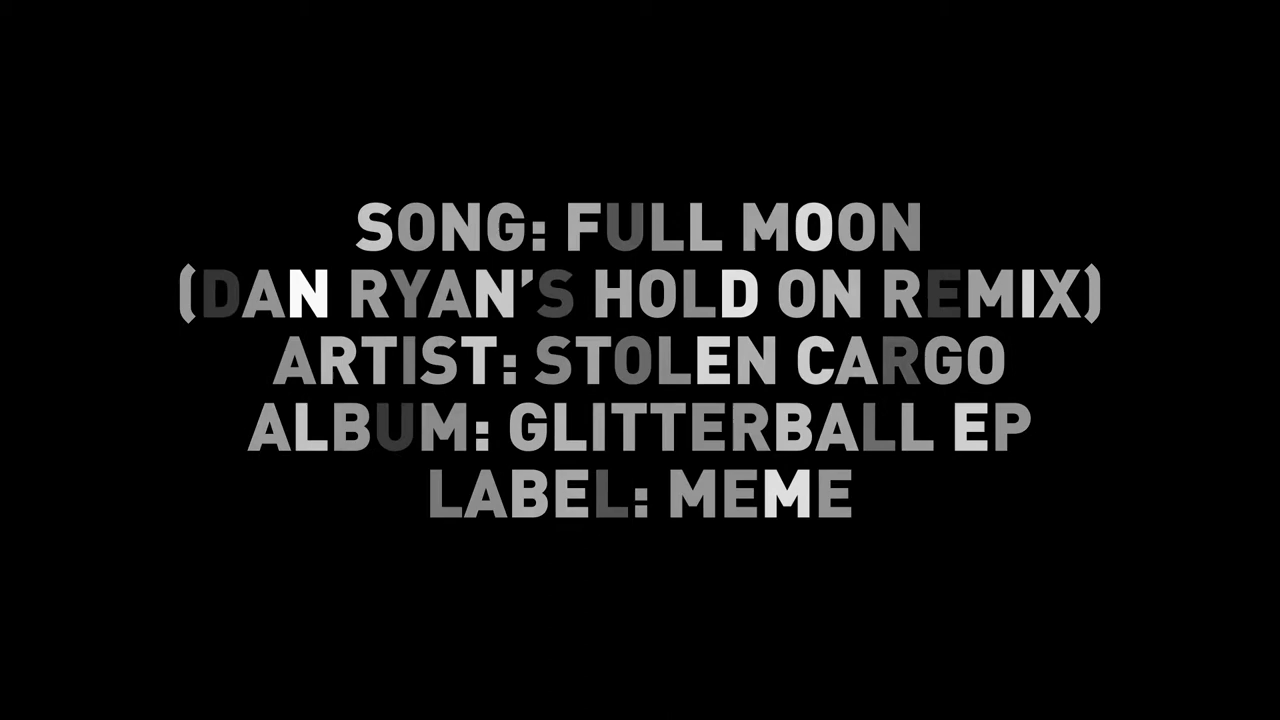 SONG: FULL MOON
(DAN RYAN’S HOLD ON REMIX)
ARTIST: STOLEN CARGO
ALBUM: GLITTERBALL EP
LABEL: MEME